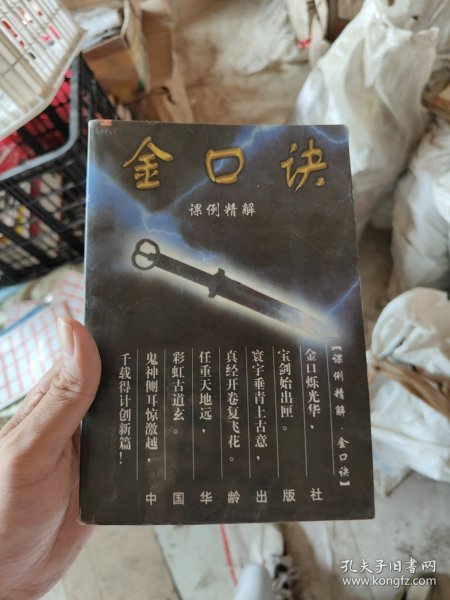 金口诀
课例精解
【课例精解·金口诀】
金口烁光华，
宝剑始出匣。
寰宇垂青上古意，
真经开卷复飞花。
任重天地远，
彩虹古道玄。
鬼神侧耳惊激越，
千载得计创新篇！
中国华龄出版社
孔夫子旧书网
www.kongfz.com